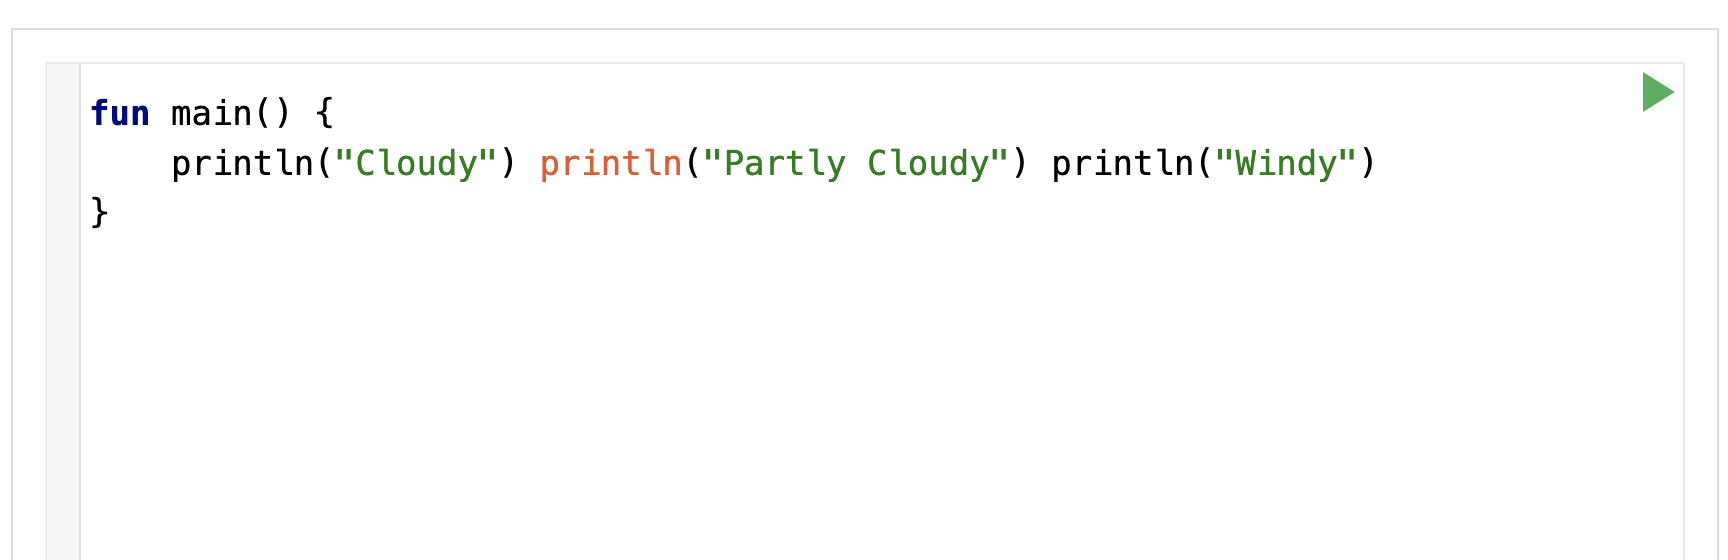 fun main() {
    println("Cloudy") println("Partly Cloudy") println("Windy")
}